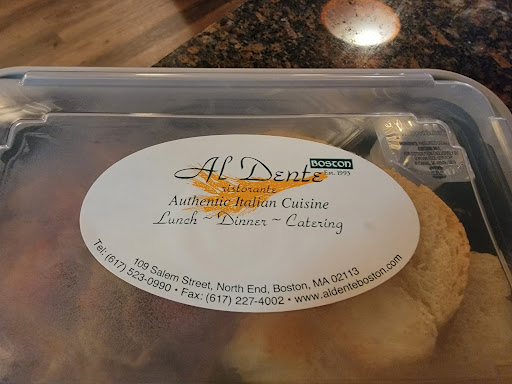 Al Dente
BOSTON
Est. 1995
ristorante
Authentic Italian Cuisine
Lunch ~ Dinner ~ Catering
109 Salem Street, North End, Boston, MA 02113
Tel: (617) 523-0990 • Fax: (617) 227-4002 • www.aldenteboston.com